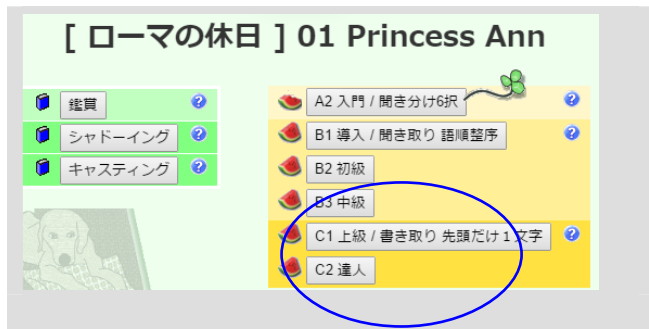 [ ローマの休日 ] 01 Princess Ann
鑑賞
シャドーイング
キャスティング
A2 入門 / 聞き分け6択
B1 導入 / 聞き取り 語順整序
B2 初級
B3 中級
C1 上級 / 書き取り 先頭だけ1文字
C2 達人